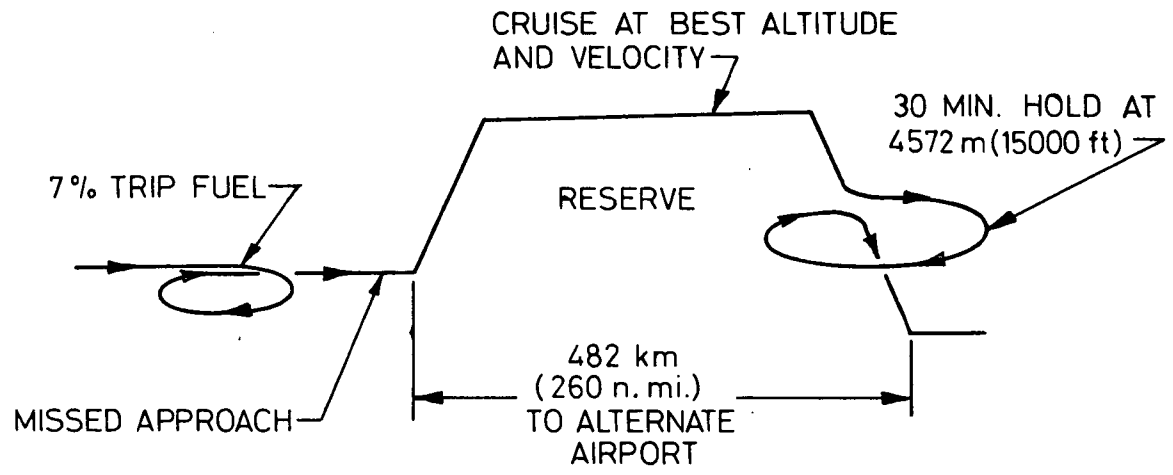 CRUISE AT BEST ALTITUDE
AND VELOCITY
30 MIN. HOLD AT
4572 m (15000 ft)
7% TRIP FUEL
RESERVE
482 km
(260 n. mi.)
TO ALTERNATE
AIRPORT
MISSED APPROACH